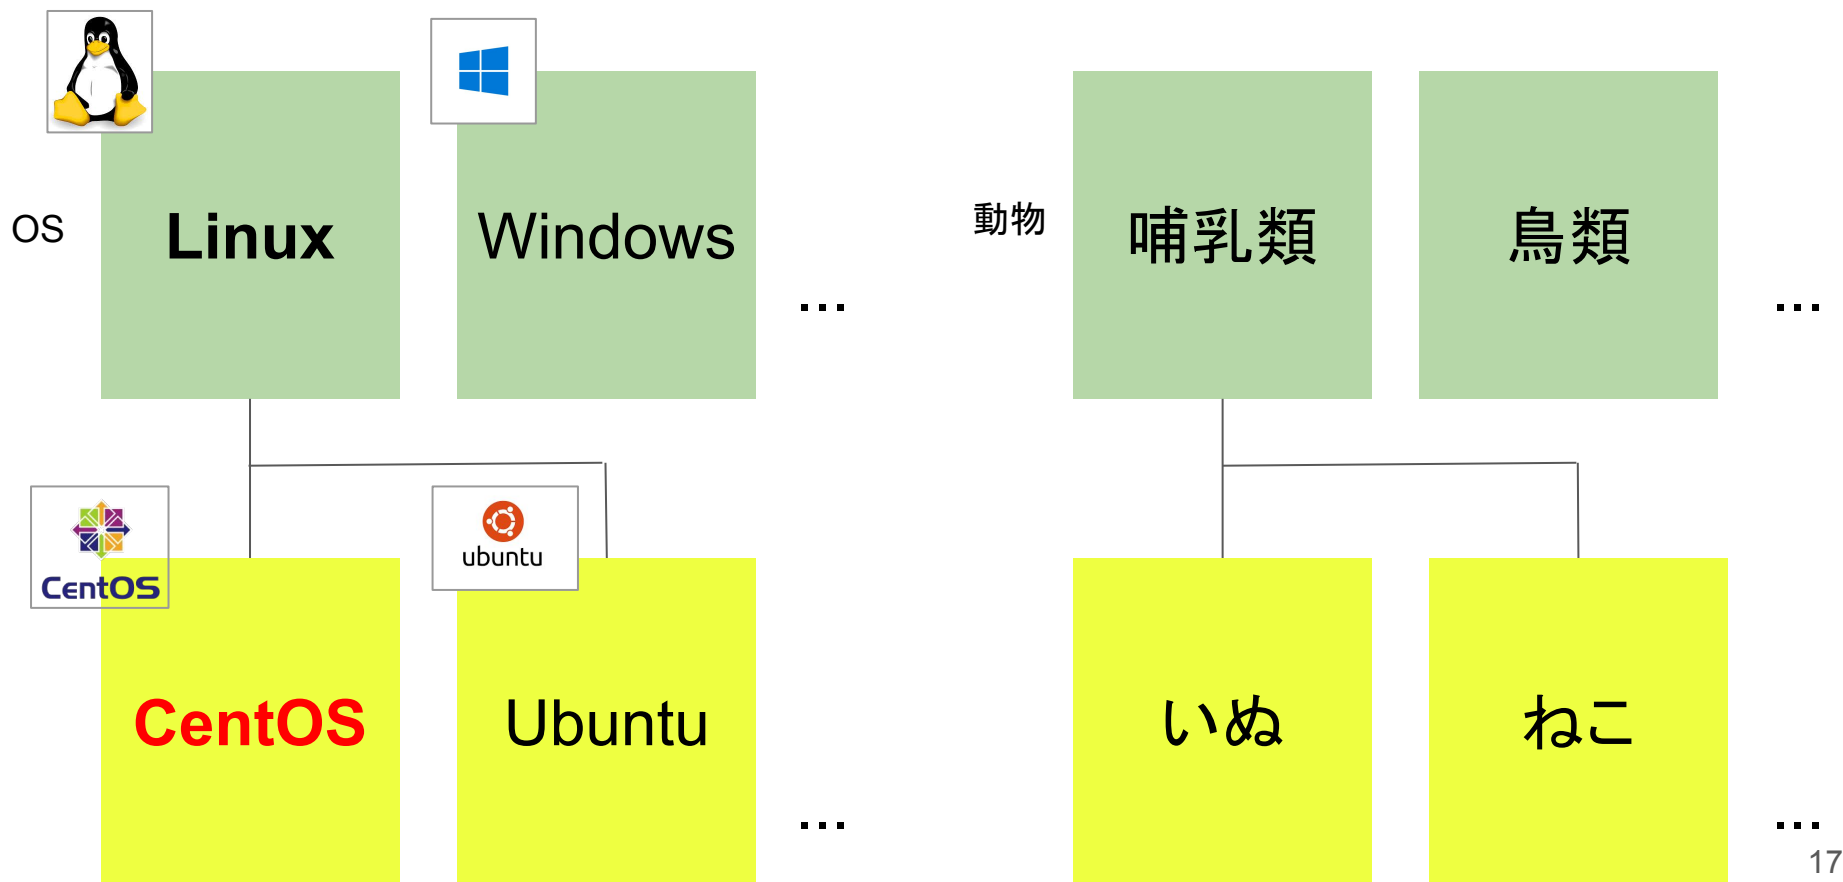 OS
Linux
Windows
...
動物
哺乳類
鳥類
...
CentOS
ubuntu
CentOS
Ubuntu
...
いぬ
ねこ
...
17